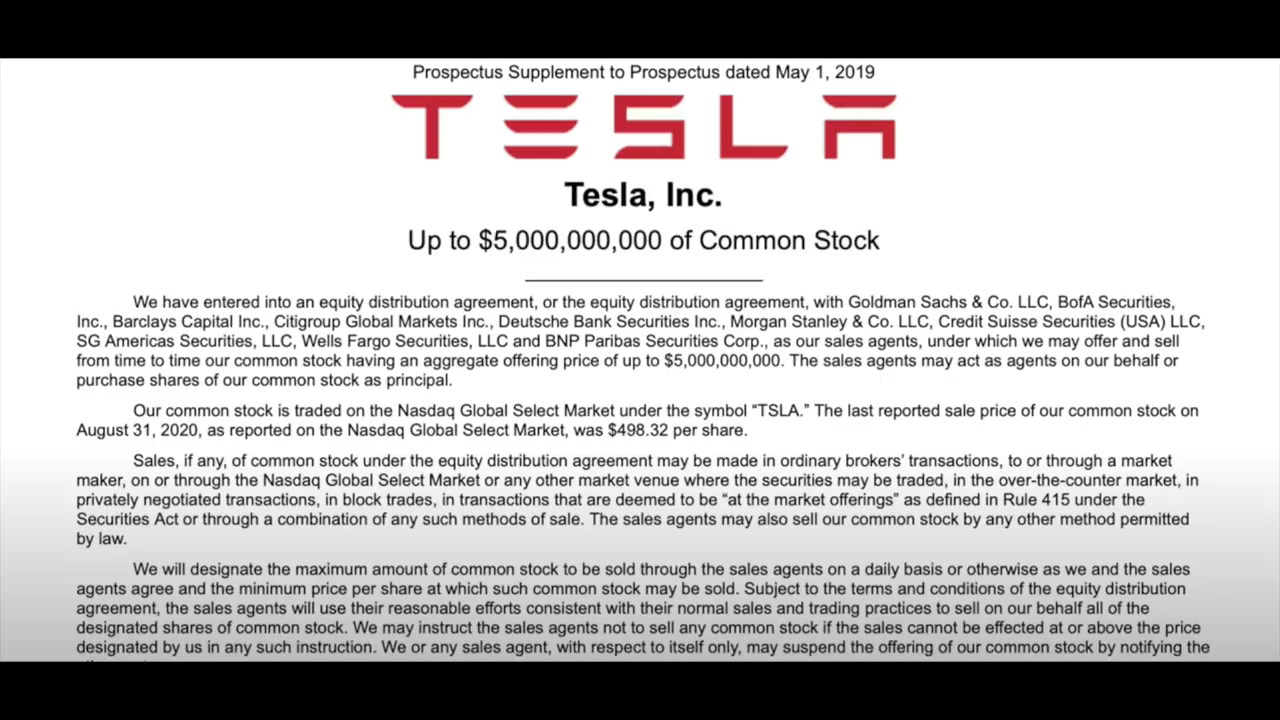 Prospectus Supplement to Prospectus dated May 1, 2019
TESLA
Tesla, Inc.
Up to $5,000,000,000 of Common Stock
We have entered into an equity distribution agreement, or the equity distribution agreement, with Goldman Sachs & Co. LLC, BofA Securities,
Inc., Barclays Capital Inc., Citigroup Global Markets Inc., Deutsche Bank Securities Inc., Morgan Stanley & Co. LLC, Credit Suisse Securities (USA) LLC,
SG Americas Securities, LLC, Wells Fargo Securities, LLC and BNP Paribas Securities Corp., as our sales agents, under which we may offer and sell
from time to time our common stock having an aggregate offering price of up to $5,000,000,000. The sales agents may act as agents on our behalf or
purchase shares of our common stock as principal.
Our common stock is traded on the Nasdaq Global Select Market under the symbol “TSLA.” The last reported sale price of our common stock on
August 31, 2020, as reported on the Nasdaq Global Select Market, was $498.32 per share.
Sales, if any, of common stock under the equity distribution agreement may be made in ordinary brokers’ transactions, to or through a market
maker, on or through the Nasdaq Global Select Market or any other market venue where the securities may be traded, in the over-the-counter market, in
privately negotiated transactions, in block trades, in transactions that are deemed to be “at the market offerings” as defined in Rule 415 under the
Securities Act or through a combination of any such methods of sale. The sales agents may also sell our common stock by any other method permitted
by law.
We will designate the maximum amount of common stock to be sold through the sales agents on a daily basis or otherwise as we and the sales
agents agree and the minimum price per share at which such common stock may be sold. Subject to the terms and conditions of the equity distribution
agreement, the sales agents will use their reasonable efforts consistent with their normal sales and trading practices to sell on our behalf all of the
designated shares of common stock. We may instruct the sales agents not to sell any common stock if the sales cannot be effected at or above the price
designated by us in any such instruction. We or any sales agent, with respect to itself only, may suspend the offering of our common stock by notifying the